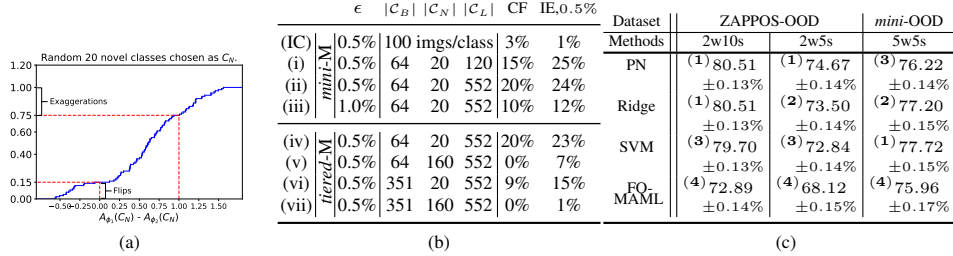 Random 20 novel classes chosen as C_N.
1.20
1.00
Exaggerations
0.75
0.60
0.40
0.15
Flips
0.00
-0.50 -0.25 0.00 0.25 0.50 0.75 1.00 1.25 1.50
A_{ϕ1}(C_N) - A_{ϕ2}(C_N)
(a)
ϵ |C_B| |C_N| |C_L| CF IE,0.5%
mini-M
(IC) 0.5% 100 imgs/class 3% 1%
(i) 0.5% 64 20 120 15% 25%
(ii) 0.5% 64 20 552 20% 24%
(iii) 1.0% 64 20 552 10% 12%
tiered-M
(iv) 0.5% 64 20 552 20% 23%
(v) 0.5% 64 160 552 0% 7%
(vi) 0.5% 351 20 552 9% 15%
(vii) 0.5% 351 160 552 0% 1%
(b)
Dataset ZAPPOS-OOD mini-OOD
Methods 2w10s 2w5s 5w5s
PN (1)80.51 (1)74.67 (3)76.22
±0.13% ±0.14% ±0.14%
Ridge (1)80.51 (2)73.50 (2)77.20
±0.13% ±0.14% ±0.15%
SVM (3)79.70 (3)72.84 (1)77.72
±0.13% ±0.14% ±0.15%
FO-MAML (4)72.89 (4)68.12 (4)75.96
±0.14% ±0.15% ±0.17%
(c)